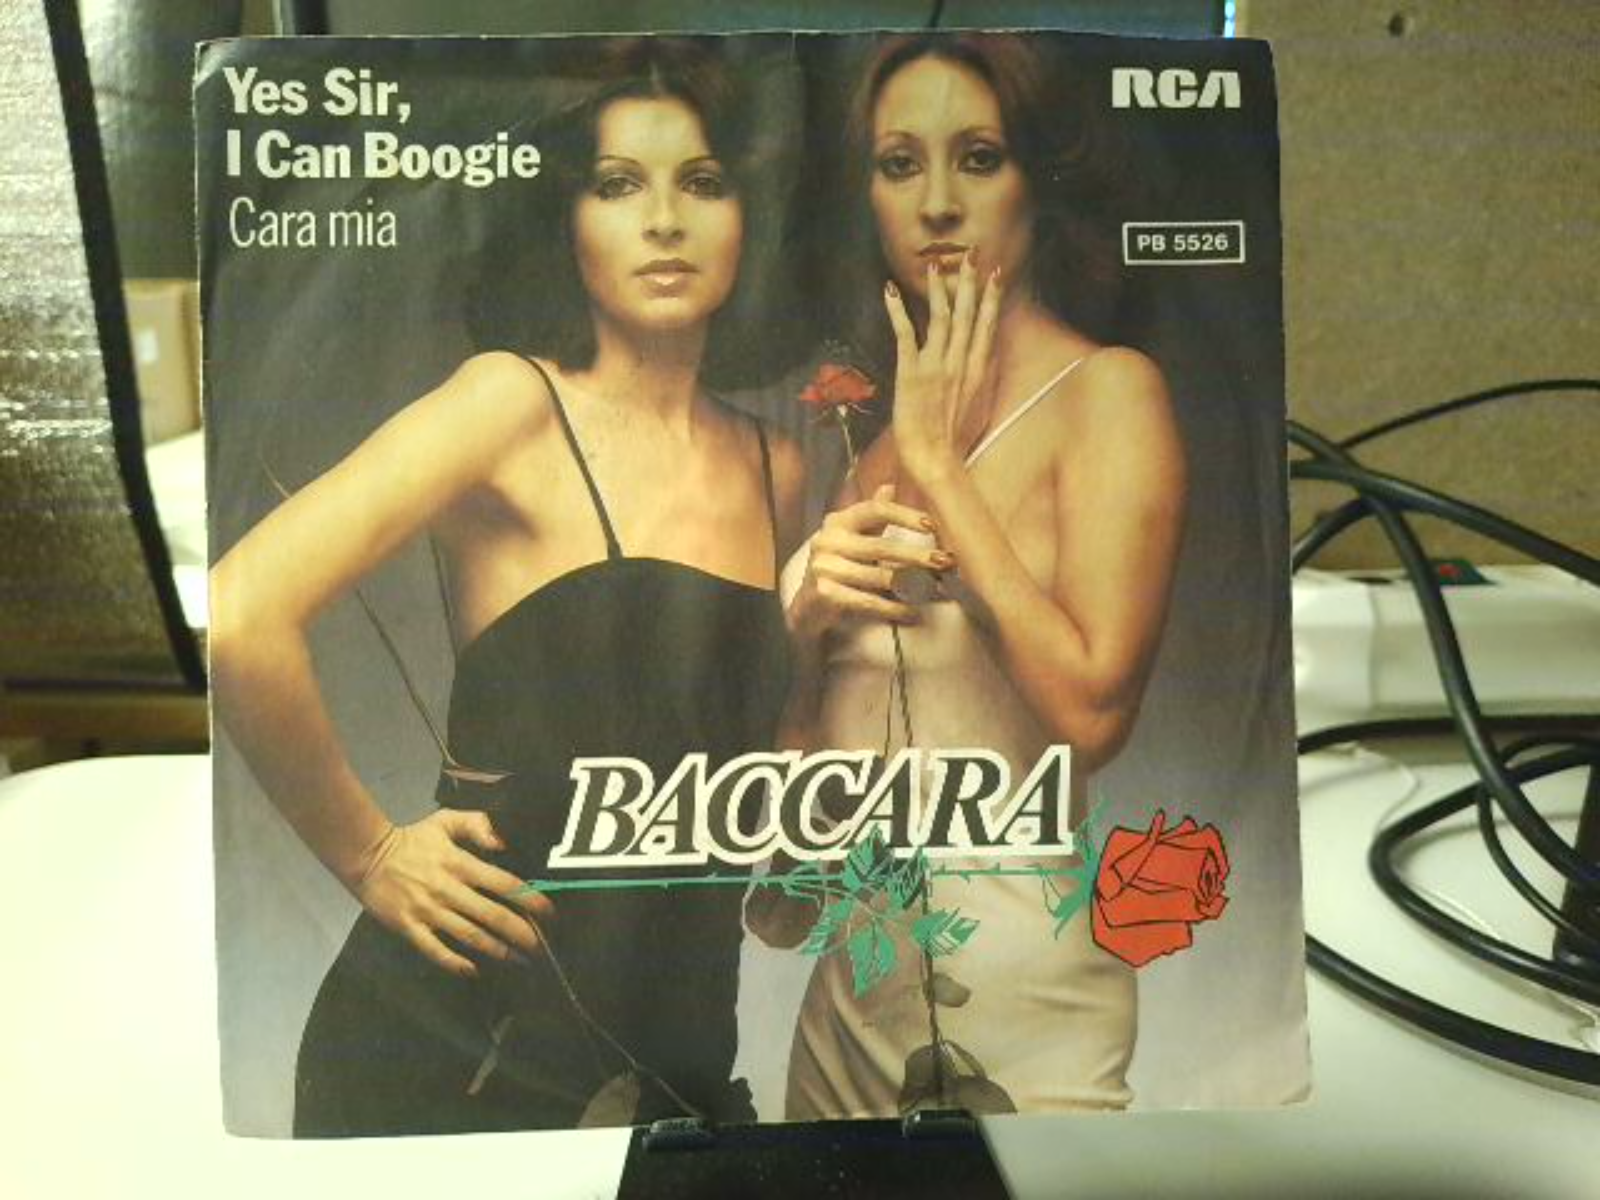 Yes Sir,
I Can Boogie
Cara mia
RCA
PB 5526
BACCARA